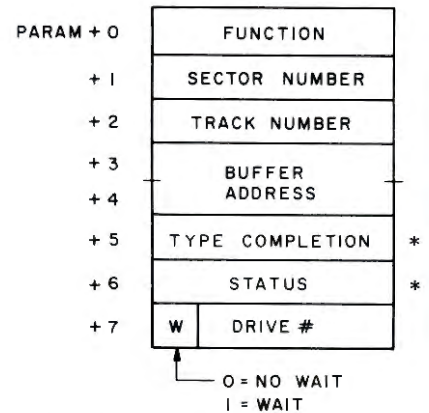 PARAM + 0 FUNCTION
+ 1 SECTOR NUMBER
+ 2 TRACK NUMBER
+ 3
BUFFER
ADDRESS
+ 4
+ 5 TYPE COMPLETION *
+ 6 STATUS *
+ 7 W DRIVE #
0 = NO WAIT
1 = WAIT